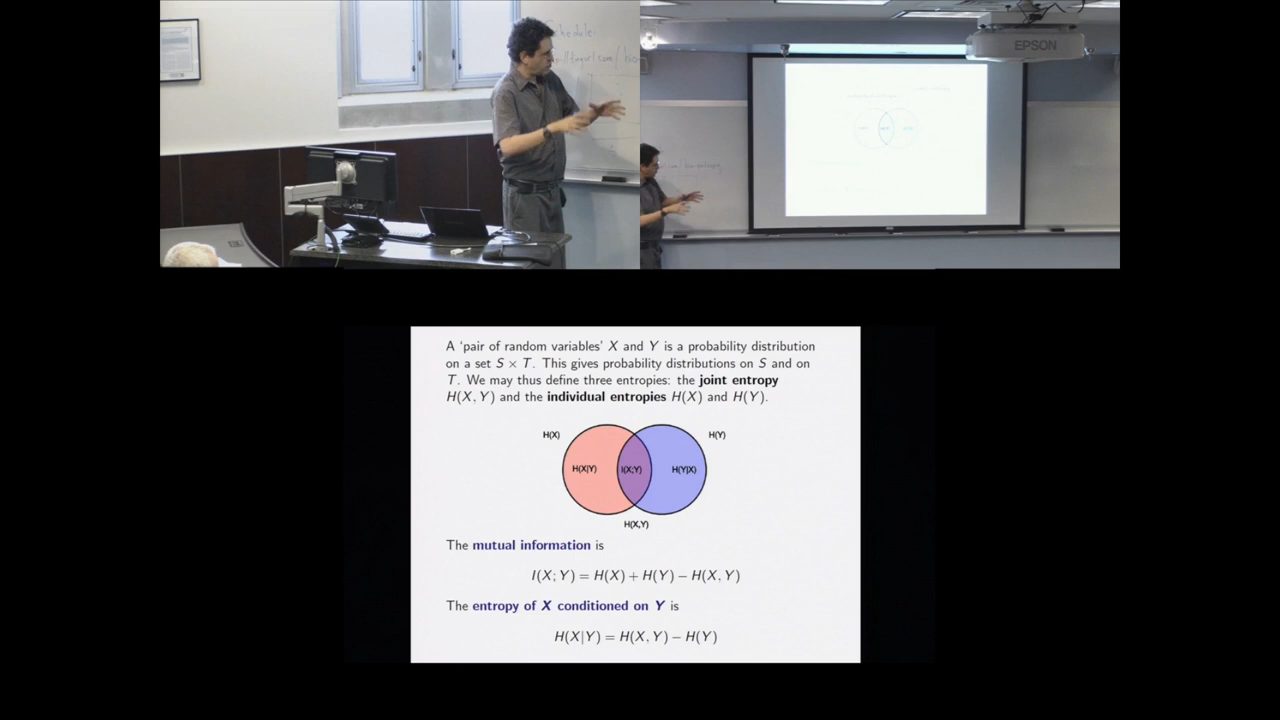 Schedule:
EPSON
A ‘pair of random variables’ X and Y is a probability distribution
on a set S × T. This gives probability distributions on S and on
T. We may thus define three entropies: the joint entropy
H(X, Y) and the individual entropies H(X) and H(Y).
H(X) H(Y)
H(X|Y) I(X;Y) H(Y|X)
H(X,Y)
The mutual information is
I(X; Y) = H(X) + H(Y) − H(X, Y)
The entropy of X conditioned on Y is
H(X|Y) = H(X, Y) − H(Y)